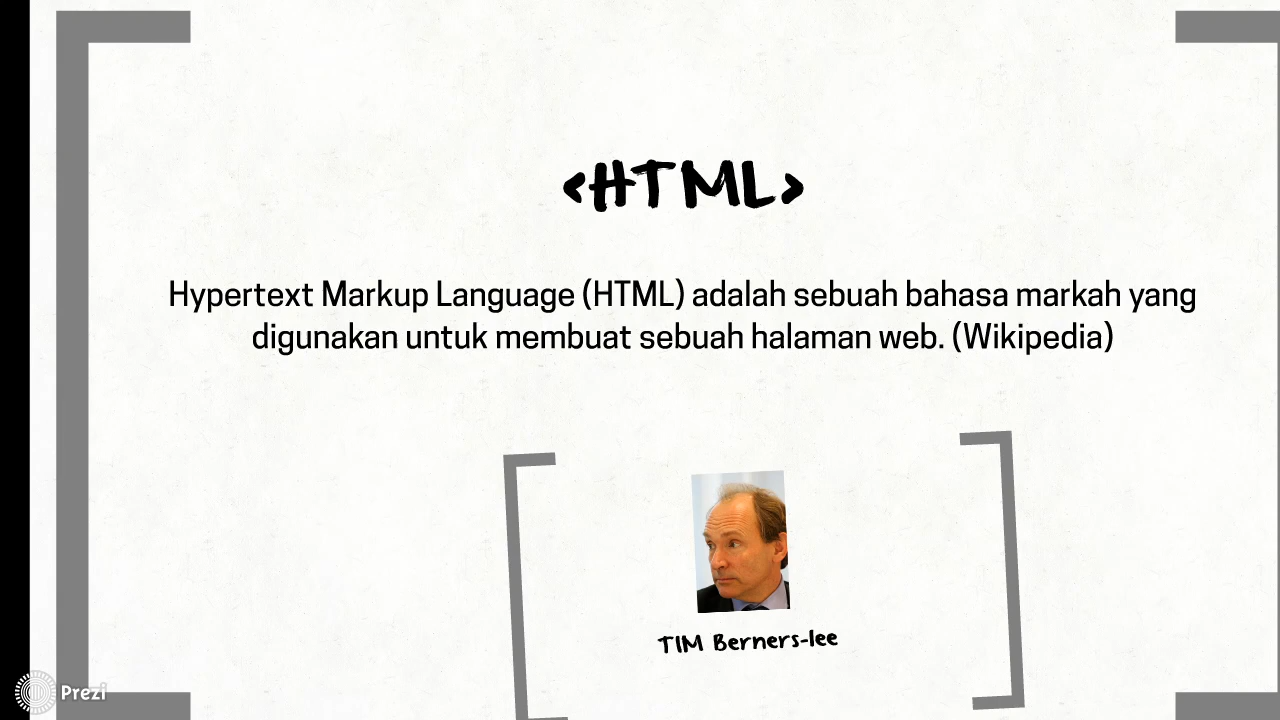 <HTML>
Hypertext Markup Language (HTML) adalah sebuah bahasa markah yang
digunakan untuk membuat sebuah halaman web. (Wikipedia)
TIM Berners-lee
Prezi